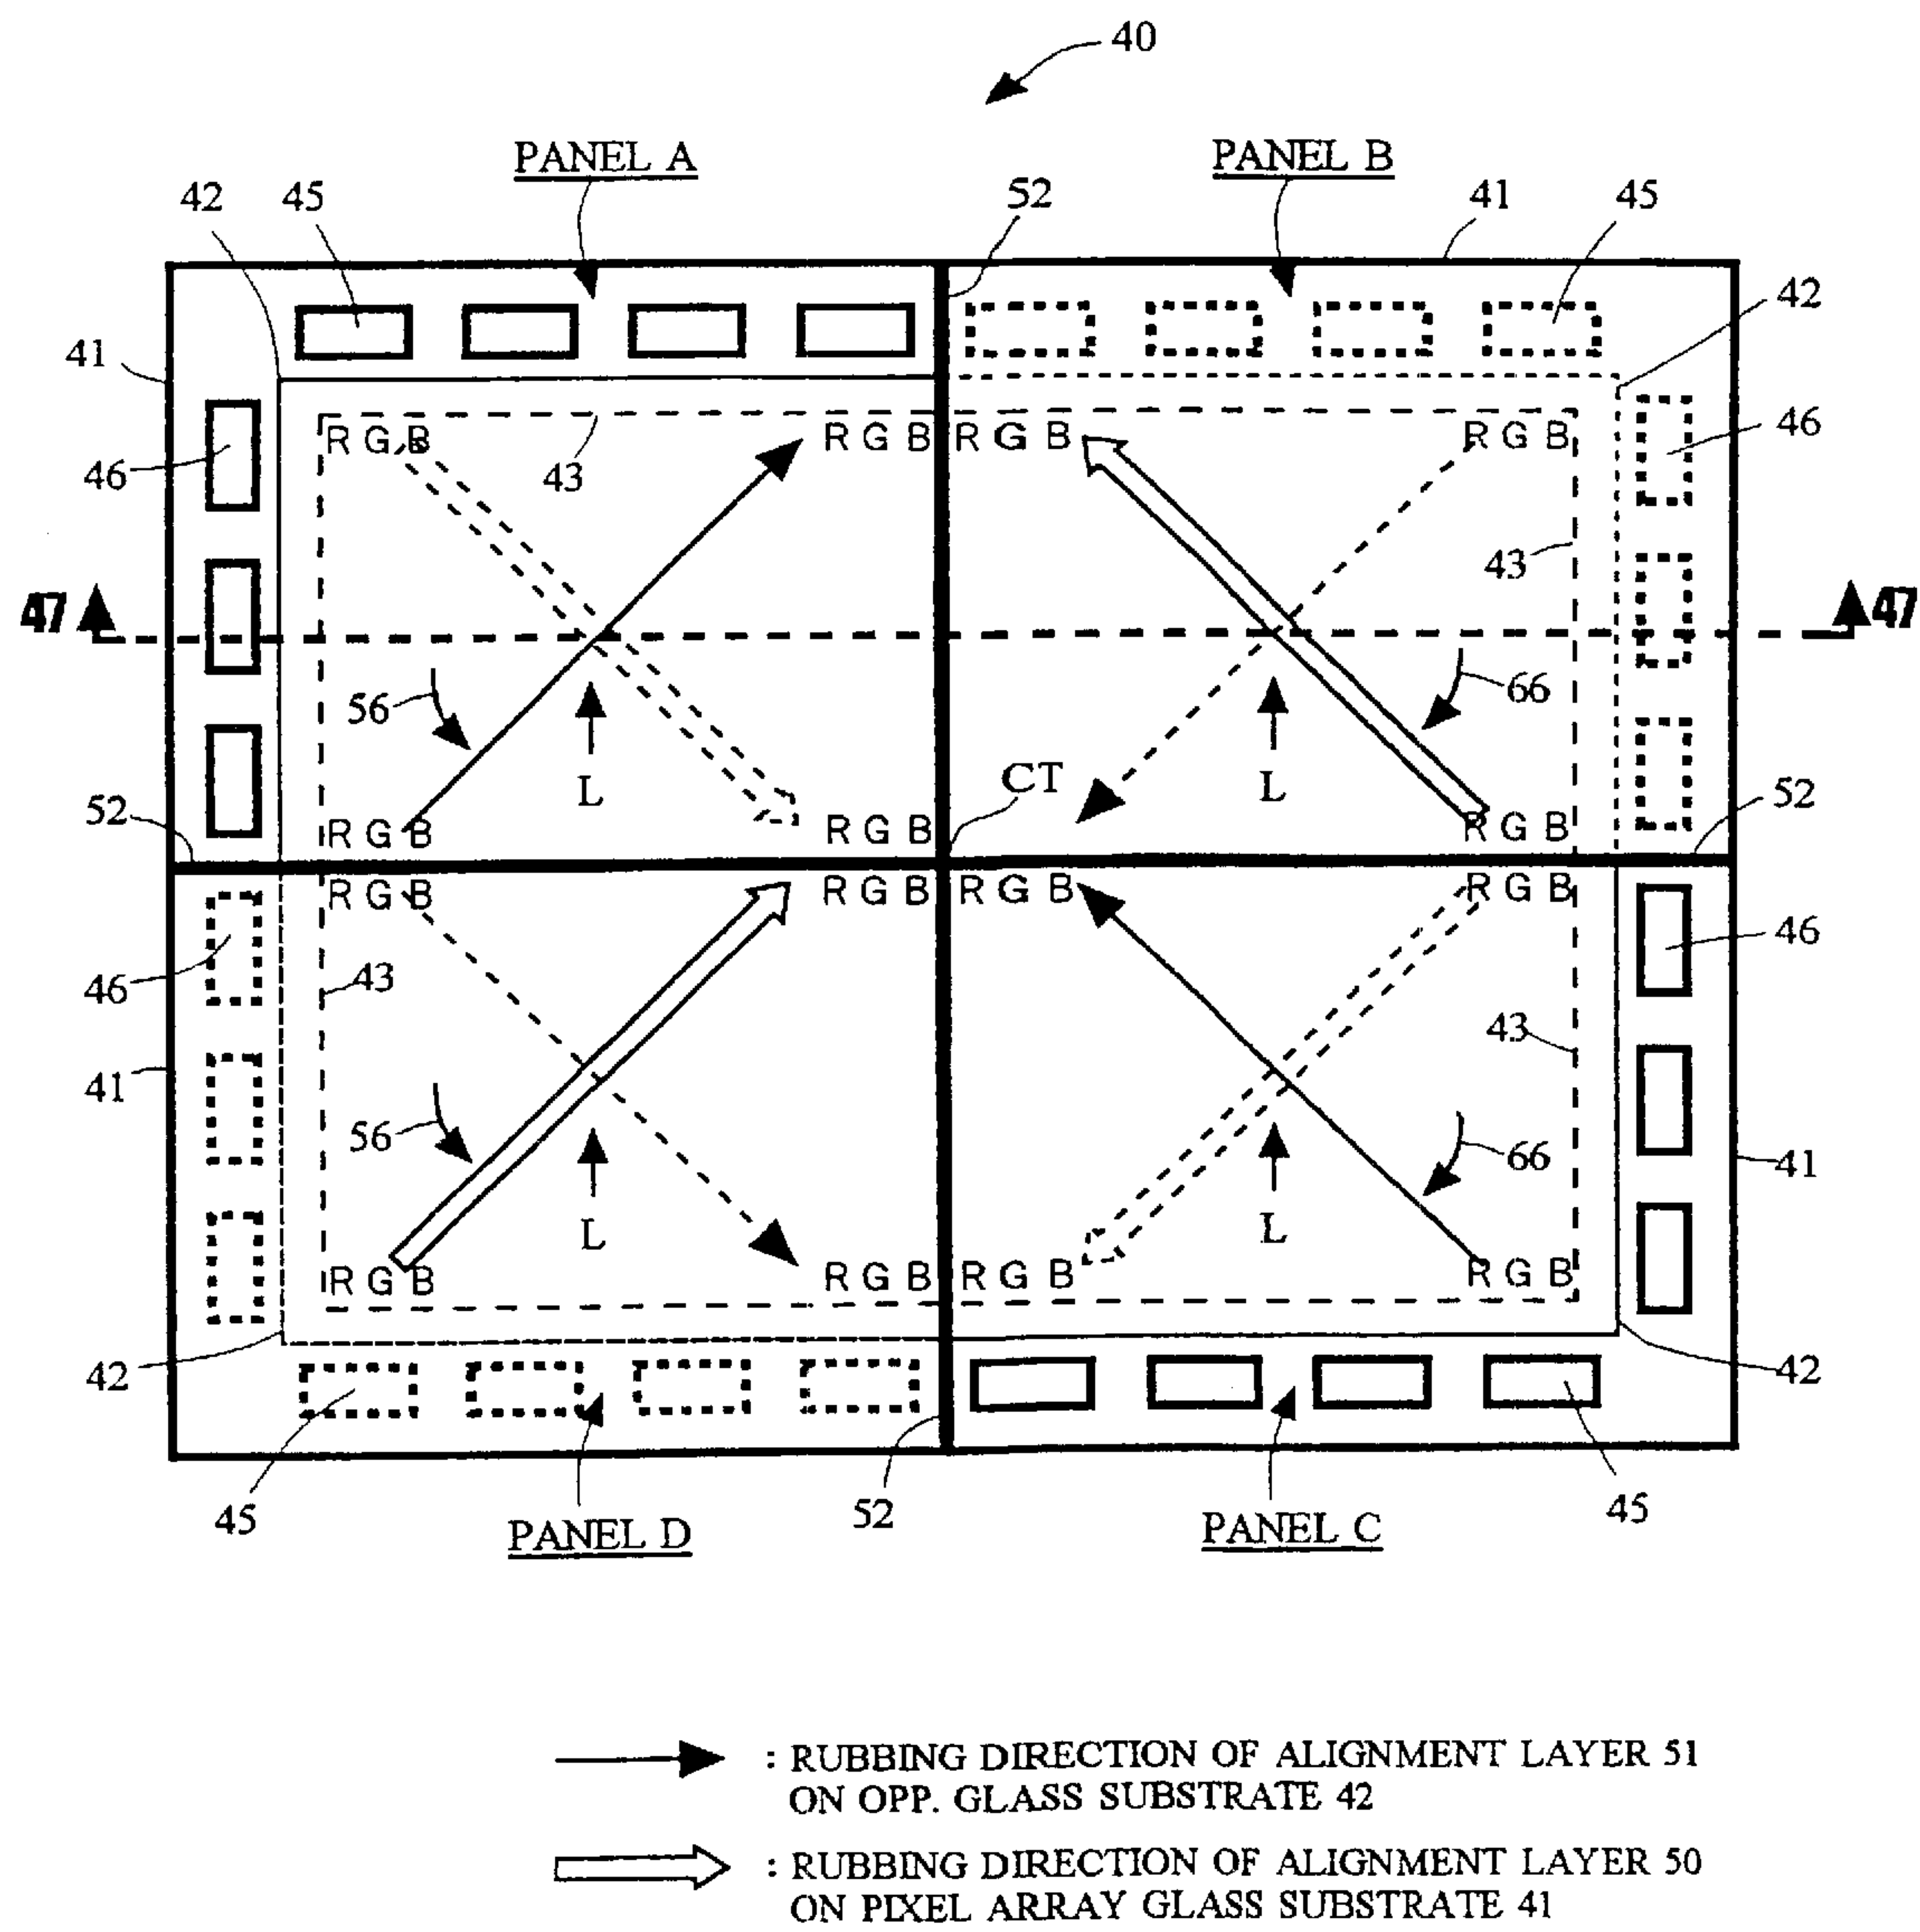 40
PANEL A
PANEL B
42
45
52
41
45
42
41
46
R G B
R G B
R G B
R G B
46
43
43
47
47
56
66
L
L
CT
52
52
R G B
R G B
R G B
R G B
R G B
R G B
R G B
R G B
46
46
43
43
41
56
66
41
L
L
R G B
R G B
R G B
R G B
42
42
45
PANEL D
52
PANEL C
45
: RUBBING DIRECTION OF ALIGNMENT LAYER 51
ON OPP. GLASS SUBSTRATE 42
: RUBBING DIRECTION OF ALIGNMENT LAYER 50
ON PIXEL ARRAY GLASS SUBSTRATE 41